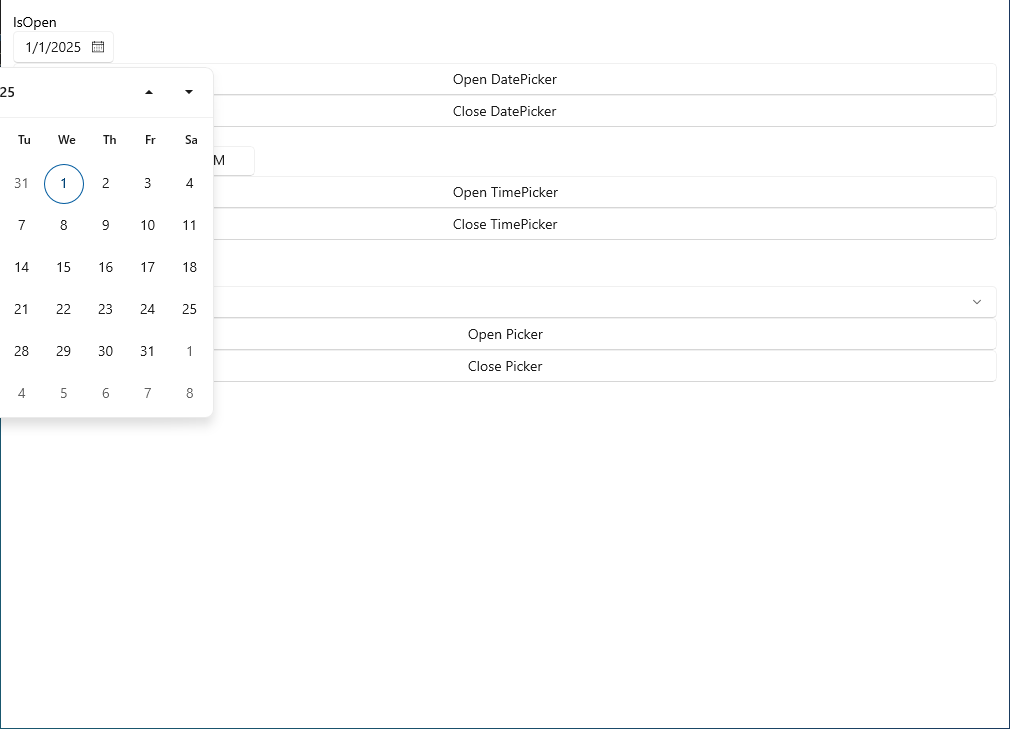 IsOpen
1/1/2025
Open DatePicker
25
Close DatePicker
Tu We Th Fr Sa
M
31 1 2 3 4
Open TimePicker
7 8 9 10 11
Close TimePicker
14 15 16 17 18
21 22 23 24 25
Open Picker
28 29 30 31 1
Close Picker
4 5 6 7 8